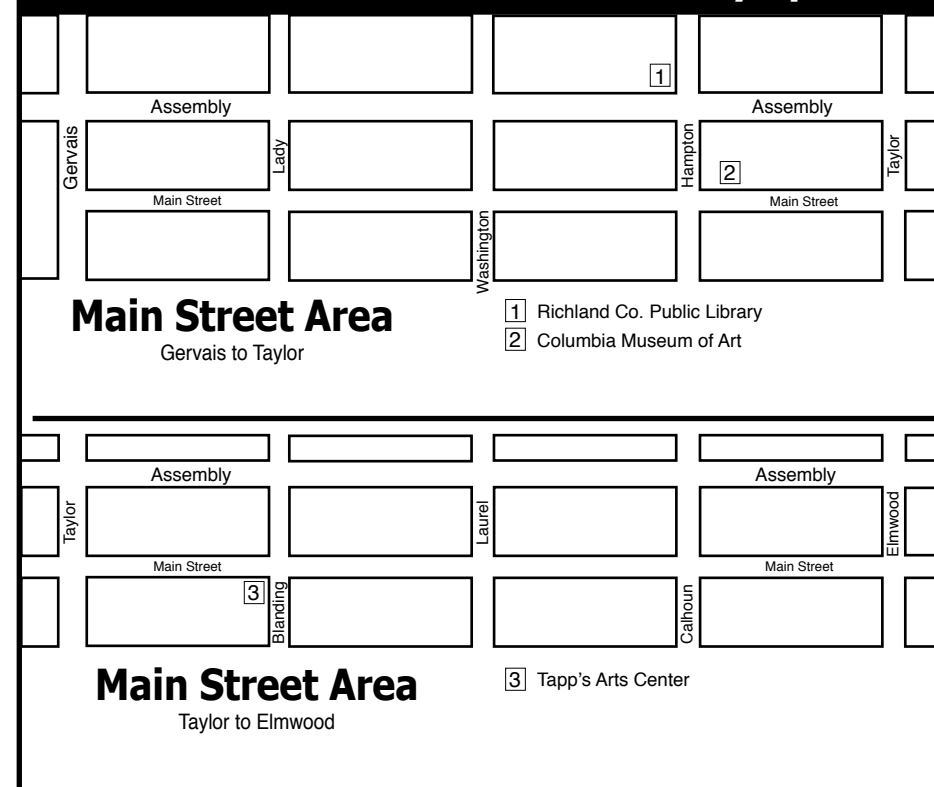 1
Assembly Assembly
Gervais
Lady
Hampton
Taylor
2
Main Street Main Street
Washington
Main Street Area
Gervais to Taylor
1 Richland Co. Public Library
2 Columbia Museum of Art
Assembly Assembly
Taylor
Laurel
Elmwood
Main Street Main Street
3
Blanding
Calhoun
Main Street Area
Taylor to Elmwood
3 Tapp's Arts Center